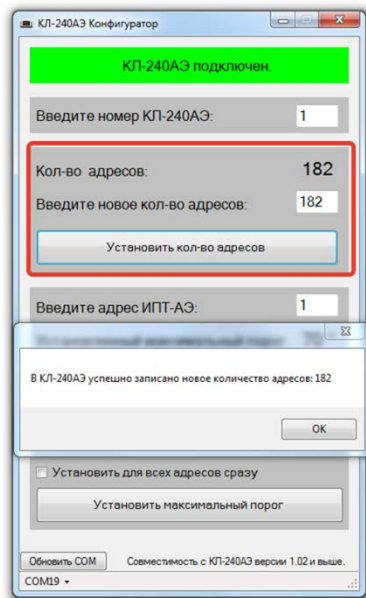 КЛ-240АЭ Конфигуратор
КЛ-240АЭ подключен.
Введите номер КЛ-240АЭ: 1
Кол-во адресов: 182
Введите новое кол-во адресов: 182
Установить кол-во адресов
Введите адрес ИПТ-АЭ: 1
В КЛ-240АЭ успешно записано новое количество адресов: 182
ОК
Установить для всех адресов сразу
Установить максимальный порог
Обновить COM Совместимость с КЛ-240АЭ версии 1.02 и выше.
COM19